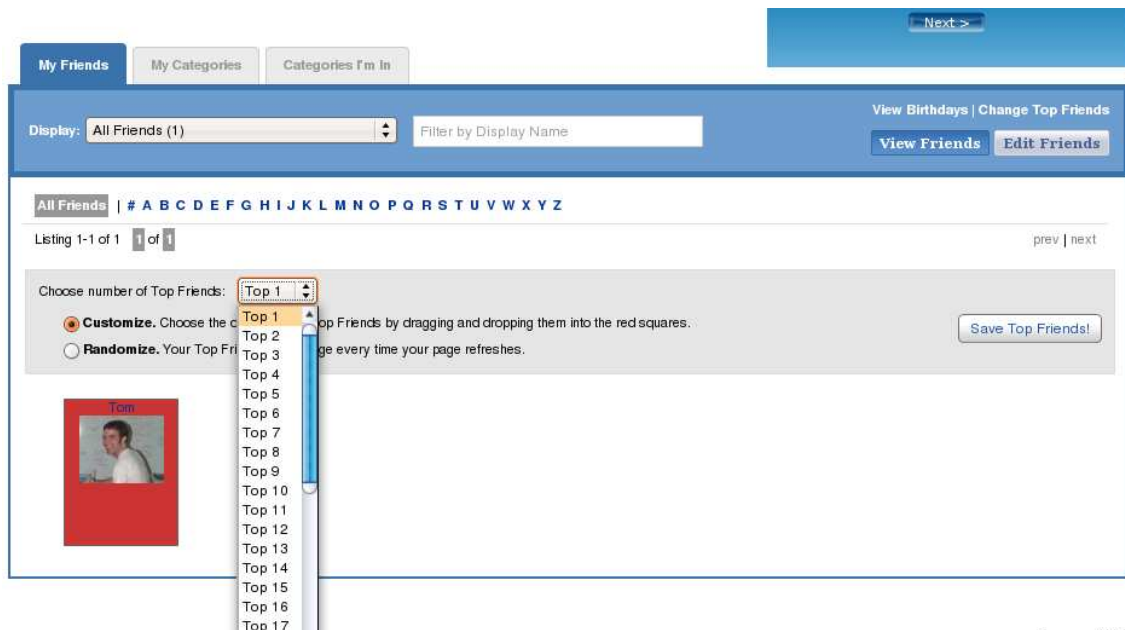 Next >
My Friends My Categories Categories I'm In
View Birthdays | Change Top Friends
Display: All Friends (1) Filter by Display Name
View Friends Edit Friends
All Friends | # A B C D E F G H I J K L M N O P Q R S T U V W X Y Z
Listing 1-1 of 1 1 of 1 prev | next
Choose number of Top Friends: Top 1
Customize. Choose the op Friends by dragging and dropping them into the red squares.
Save Top Friends!
Randomize. Your Top Fri ge every time your page refreshes.
Top 1
Top 2
Top 3
Top 4
Top 5
Top 6
Top 7
Top 8
Top 9
Top 10
Top 11
Top 12
Top 13
Top 14
Top 15
Top 16
Top 17
Tom